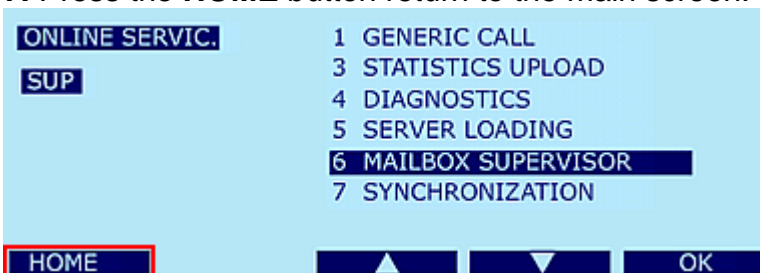 Press the HOME button return to the main screen.
ONLINE SERVIC.
SUP
1 GENERIC CALL
3 STATISTICS UPLOAD
4 DIAGNOSTICS
5 SERVER LOADING
6 MAILBOX SUPERVISOR
7 SYNCHRONIZATION
HOME
OK